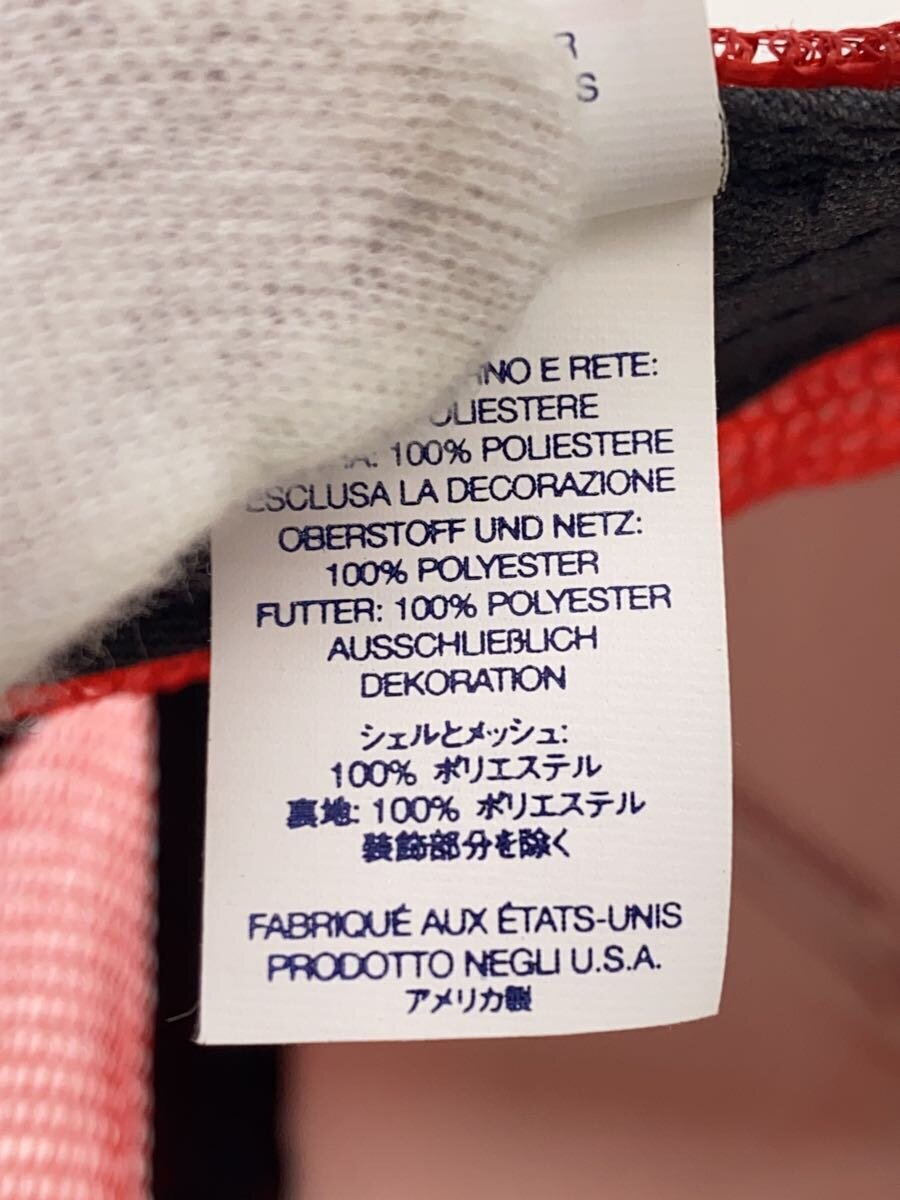 E RETE:
100% POLIESTERE
ESCLUSA LA DECORAZIONE
OBERSTOFF UND NETZ:
100% POLYESTER
FUTTER: 100% POLYESTER
AUSSCHLIEßLICH
DEKORATION
シェルとメッシュ:
100% ポリエステル
裏地: 100% ポリエステル
装飾部分を除く
FABRIQUÉ AUX ÉTATS-UNIS
PRODOTTO NEGLI U.S.A.
アメリカ製